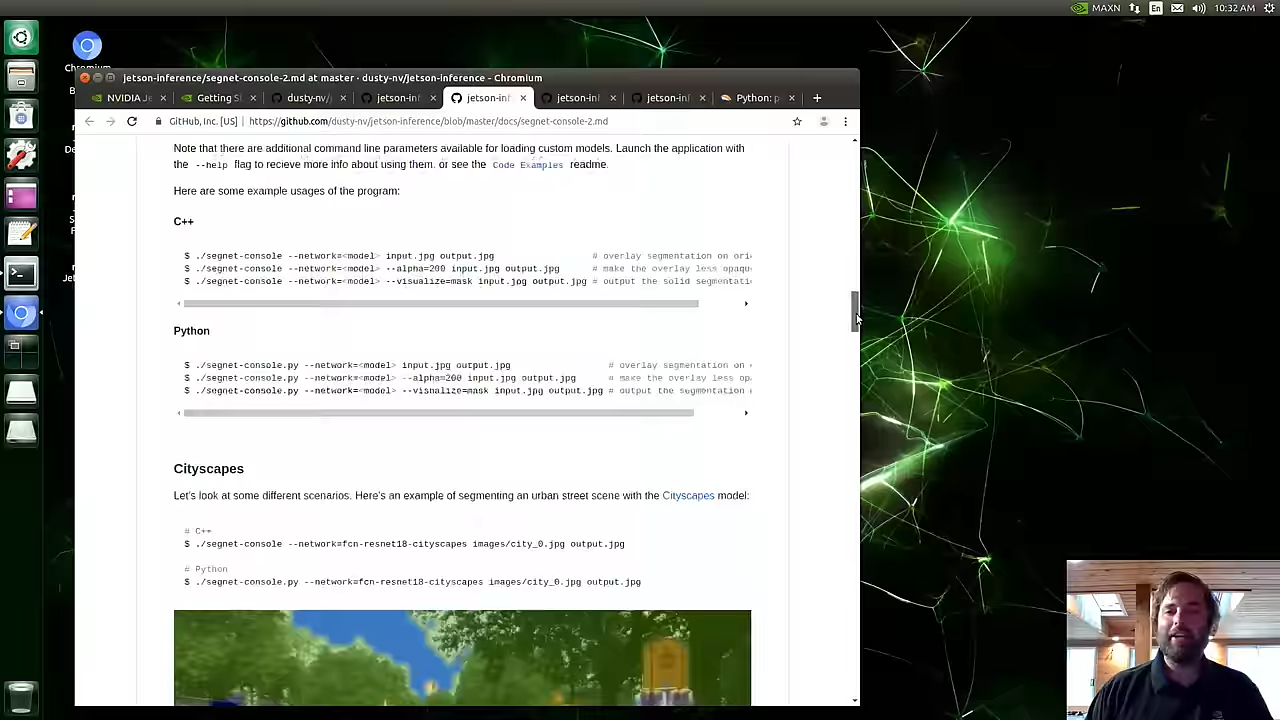 MAXN
En
10:32 AM
jetson-inference/segnet-console-2.md at master · dusty-nv/jetson-inference - Chromium
NVIDIA Je
Getting S
dusty-nv/
jetson-inf
jetson-inf
jetson-inf
jetson-inf
Python: p
GitHub, Inc. [US]
https://github.com/dusty-nv/jetson-inference/blob/master/docs/segnet-console-2.md
Note that there are additional command line parameters available for loading custom models. Launch the application with
the --help flag to recieve more info about using them, or see the Code Examples readme.
Here are some example usages of the program:
C++
$ ./segnet-console --network=<model> input.jpg output.jpg # overlay segmentation on ori
$ ./segnet-console --network=<model> --alpha=200 input.jpg output.jpg # make the overlay less opaqu
$ ./segnet-console --network=<model> --visualize=mask input.jpg output.jpg # output the solid segmentati
Python
$ ./segnet-console.py --network=<model> input.jpg output.jpg # overlay segmentation on
$ ./segnet-console.py --network=<model> --alpha=200 input.jpg output.jpg # make the overlay less op
$ ./segnet-console.py --network=<model> --visualize=mask input.jpg output.jpg # output the segmentation
Cityscapes
Let's look at some different scenarios. Here's an example of segmenting an urban street scene with the Cityscapes model:
# C++
$ ./segnet-console --network=fcn-resnet18-cityscapes images/city_0.jpg output.jpg
# Python
$ ./segnet-console.py --network=fcn-resnet18-cityscapes images/city_0.jpg output.jpg